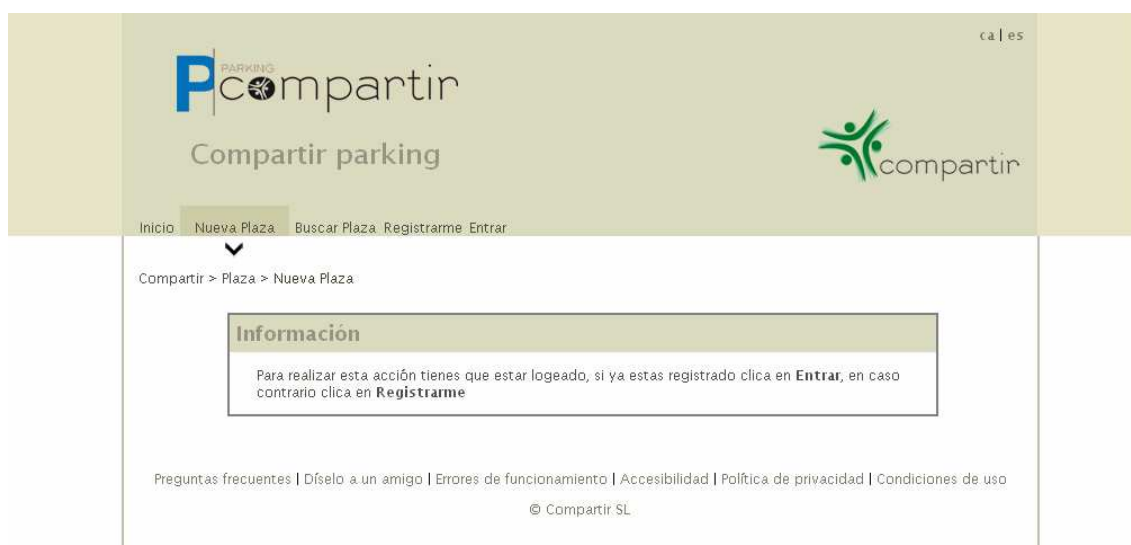 ca | es
PARKING
P compartir
Compartir parking
compartir
Inicio Nueva Plaza Buscar Plaza Registrarme Entrar
Compartir > Plaza > Nueva Plaza
Información
Para realizar esta acción tienes que estar logeado, si ya estas registrado clica en Entrar, en caso
contrario clica en Registrarme
Preguntas frecuentes | Díselo a un amigo | Errores de funcionamiento | Accesibilidad | Política de privacidad | Condiciones de uso
© Compartir SL